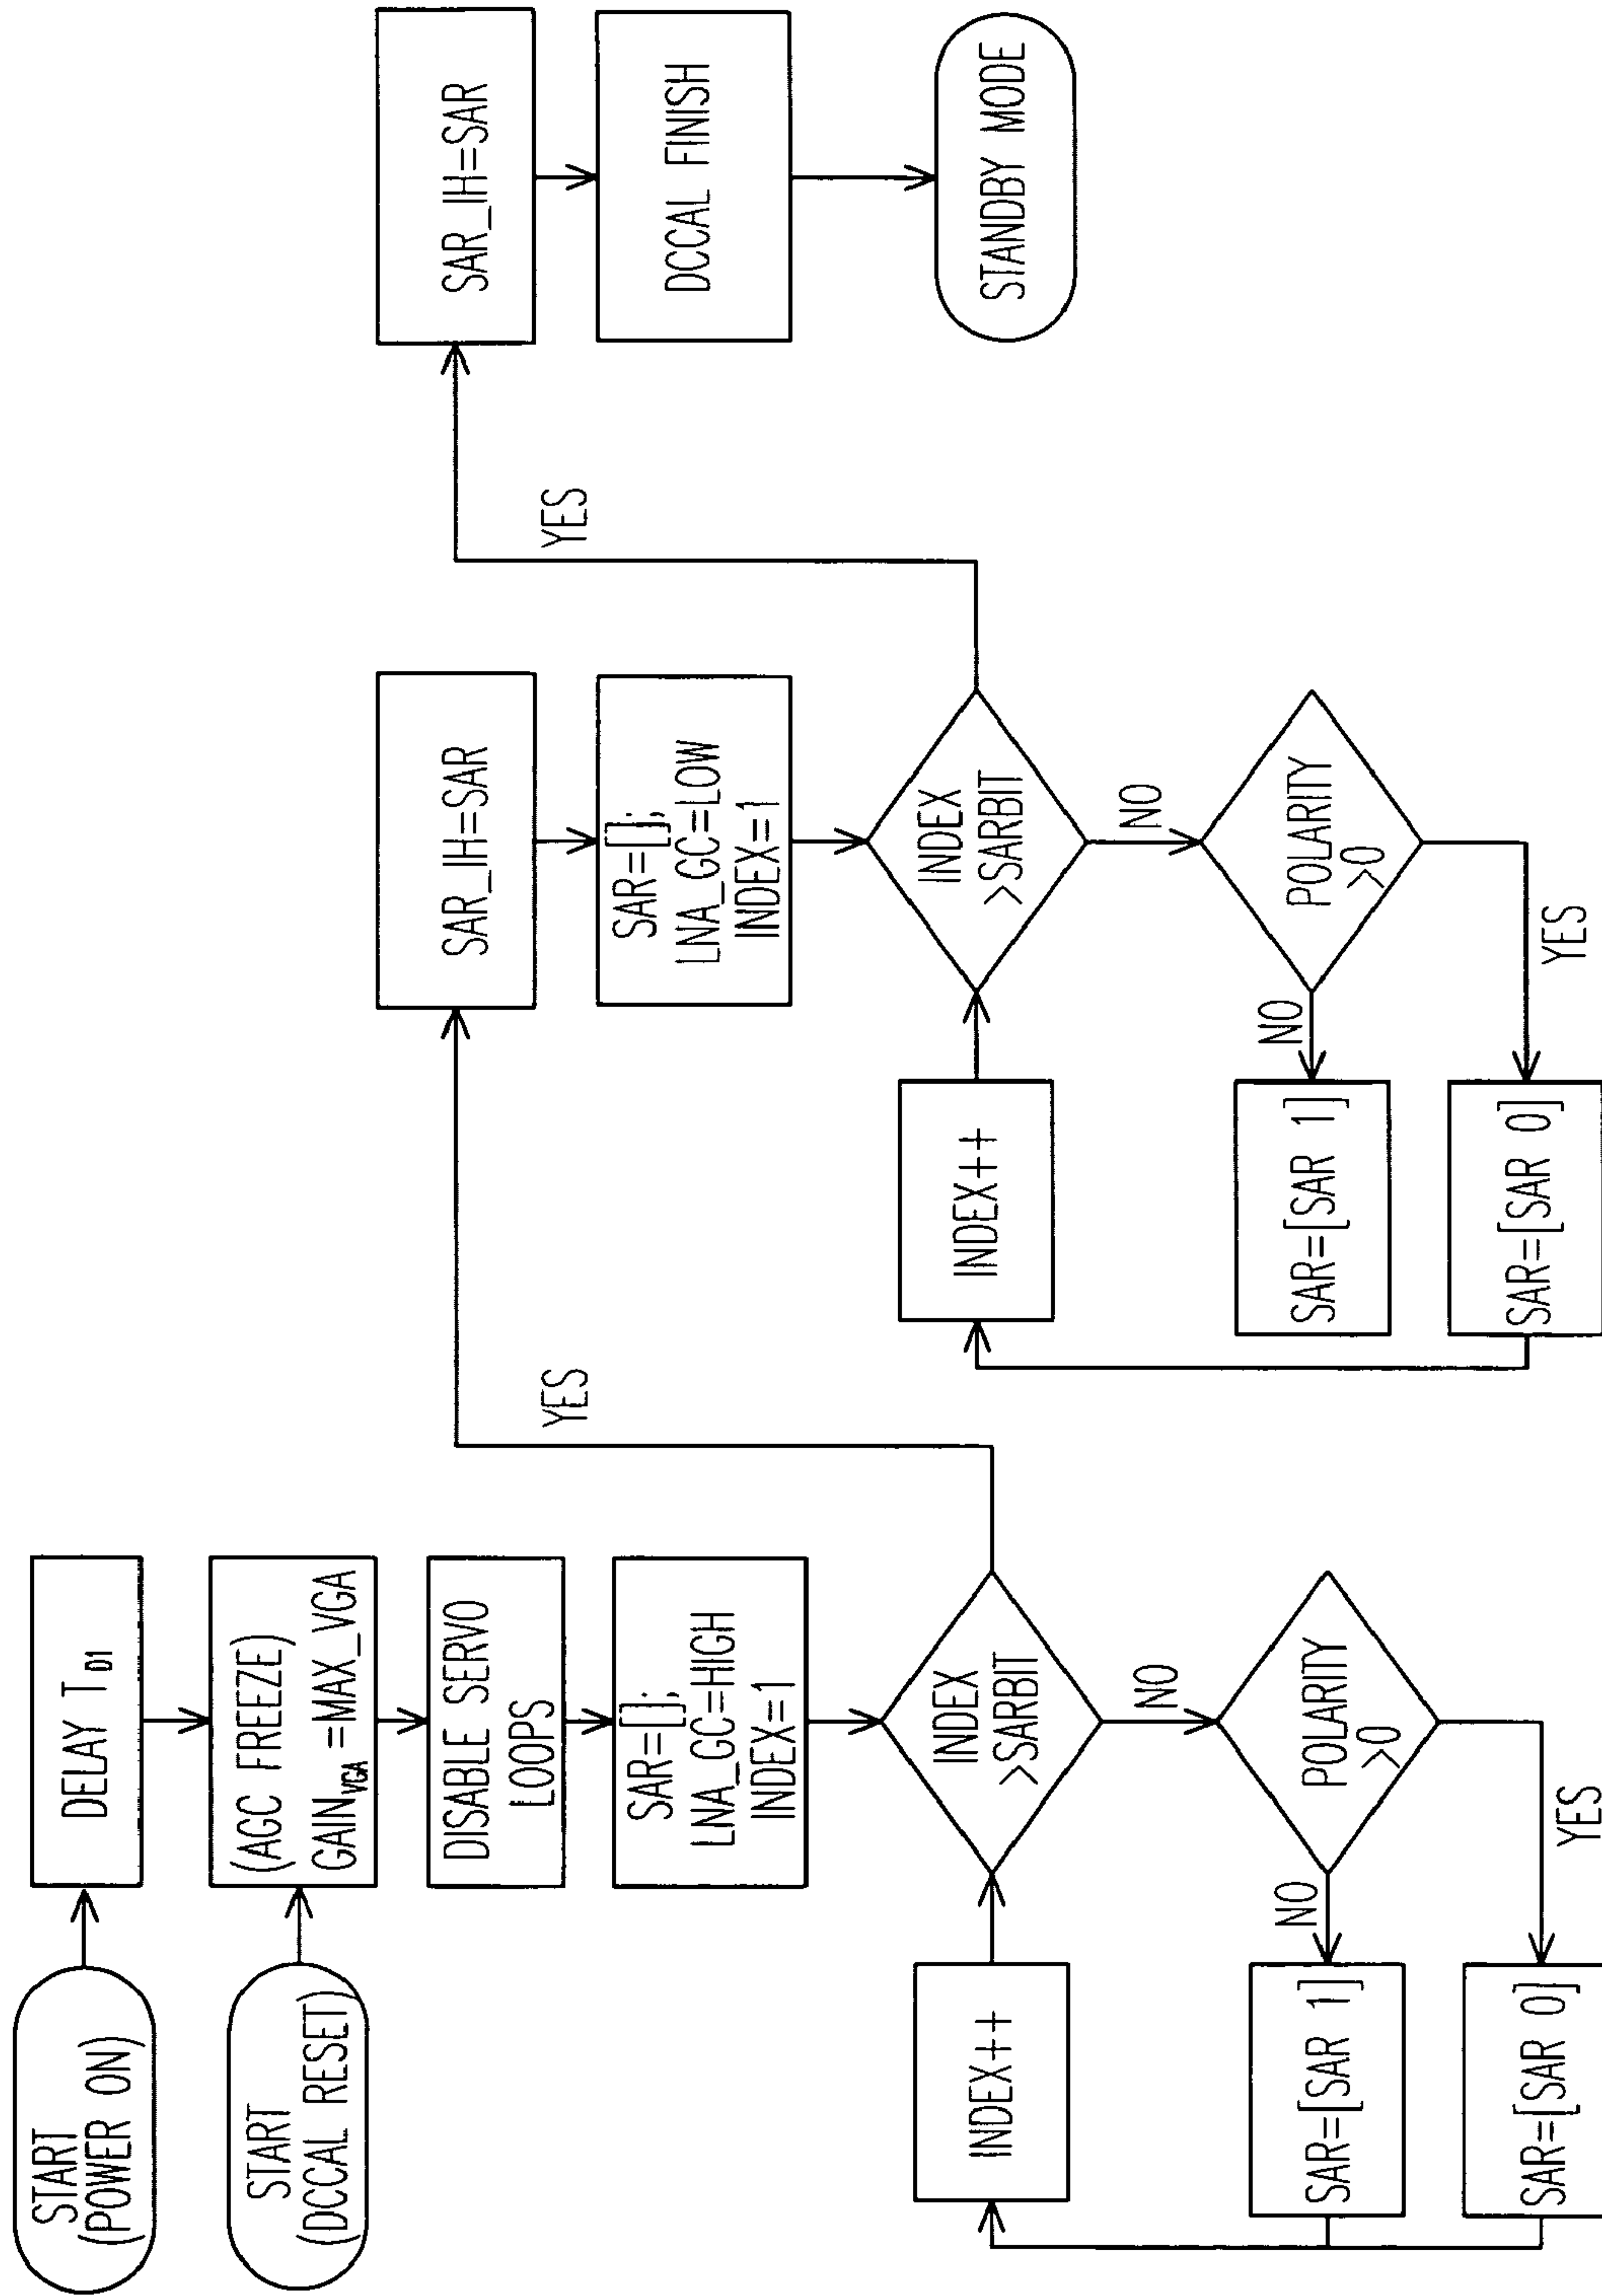 START
(POWER ON)
DELAY T D1
START
(DCCAL RESET)
(AGC FREEZE)
GAIN VGA =MAX_VGA
DISABLE SERVO
LOOPS
SAR=[];
LNA_GC=HIGH
INDEX=1
INDEX
>SARBIT
YES
NO
INDEX++
POLARITY
>0
NO
YES
SAR=[SAR 1]
SAR=[SAR 0]
SAR_IH=SAR
SAR=[];
LNA_GC=LOW
INDEX=1
INDEX
>SARBIT
YES
NO
INDEX++
POLARITY
>0
NO
YES
SAR=[SAR 1]
SAR=[SAR 0]
SAR_IH=SAR
DCCAL FINISH
STANDBY MODE